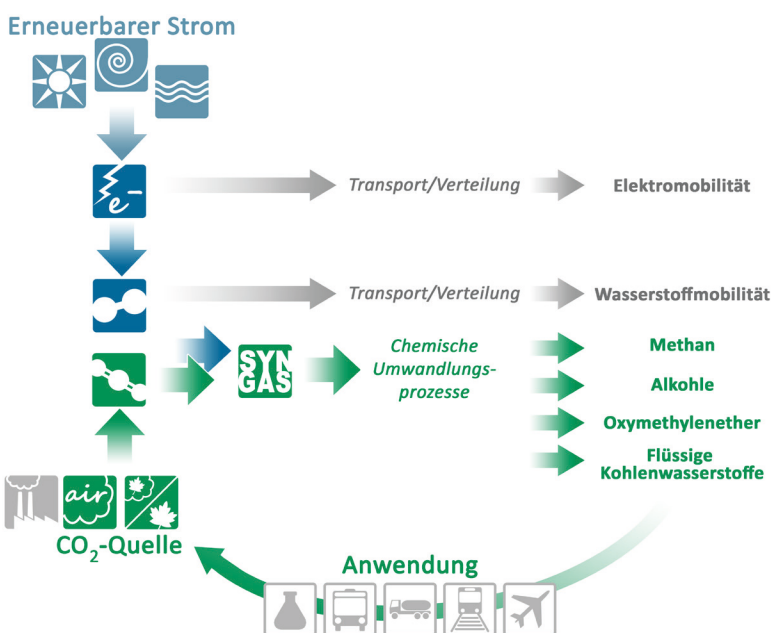 Erneuerbarer Strom
e-
Transport/Verteilung
Elektromobilität
Transport/Verteilung
Wasserstoffmobilität
SYN
GAS
Chemische
Umwandlungs-
prozesse
Methan
Alkohle
Oxymethylenether
Flüssige
Kohlenwasserstoffe
air
CO₂-Quelle
Anwendung